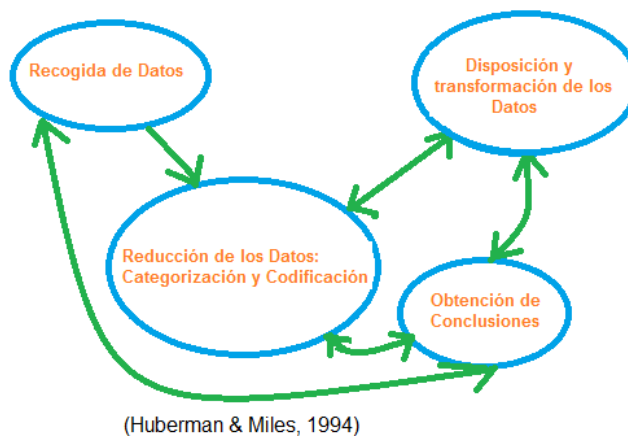 Recogida de Datos
Disposición y
transformación de los
Datos
Reducción de los Datos:
Categorización y Codificación
Obtención de
Conclusiones
(Huberman & Miles, 1994)